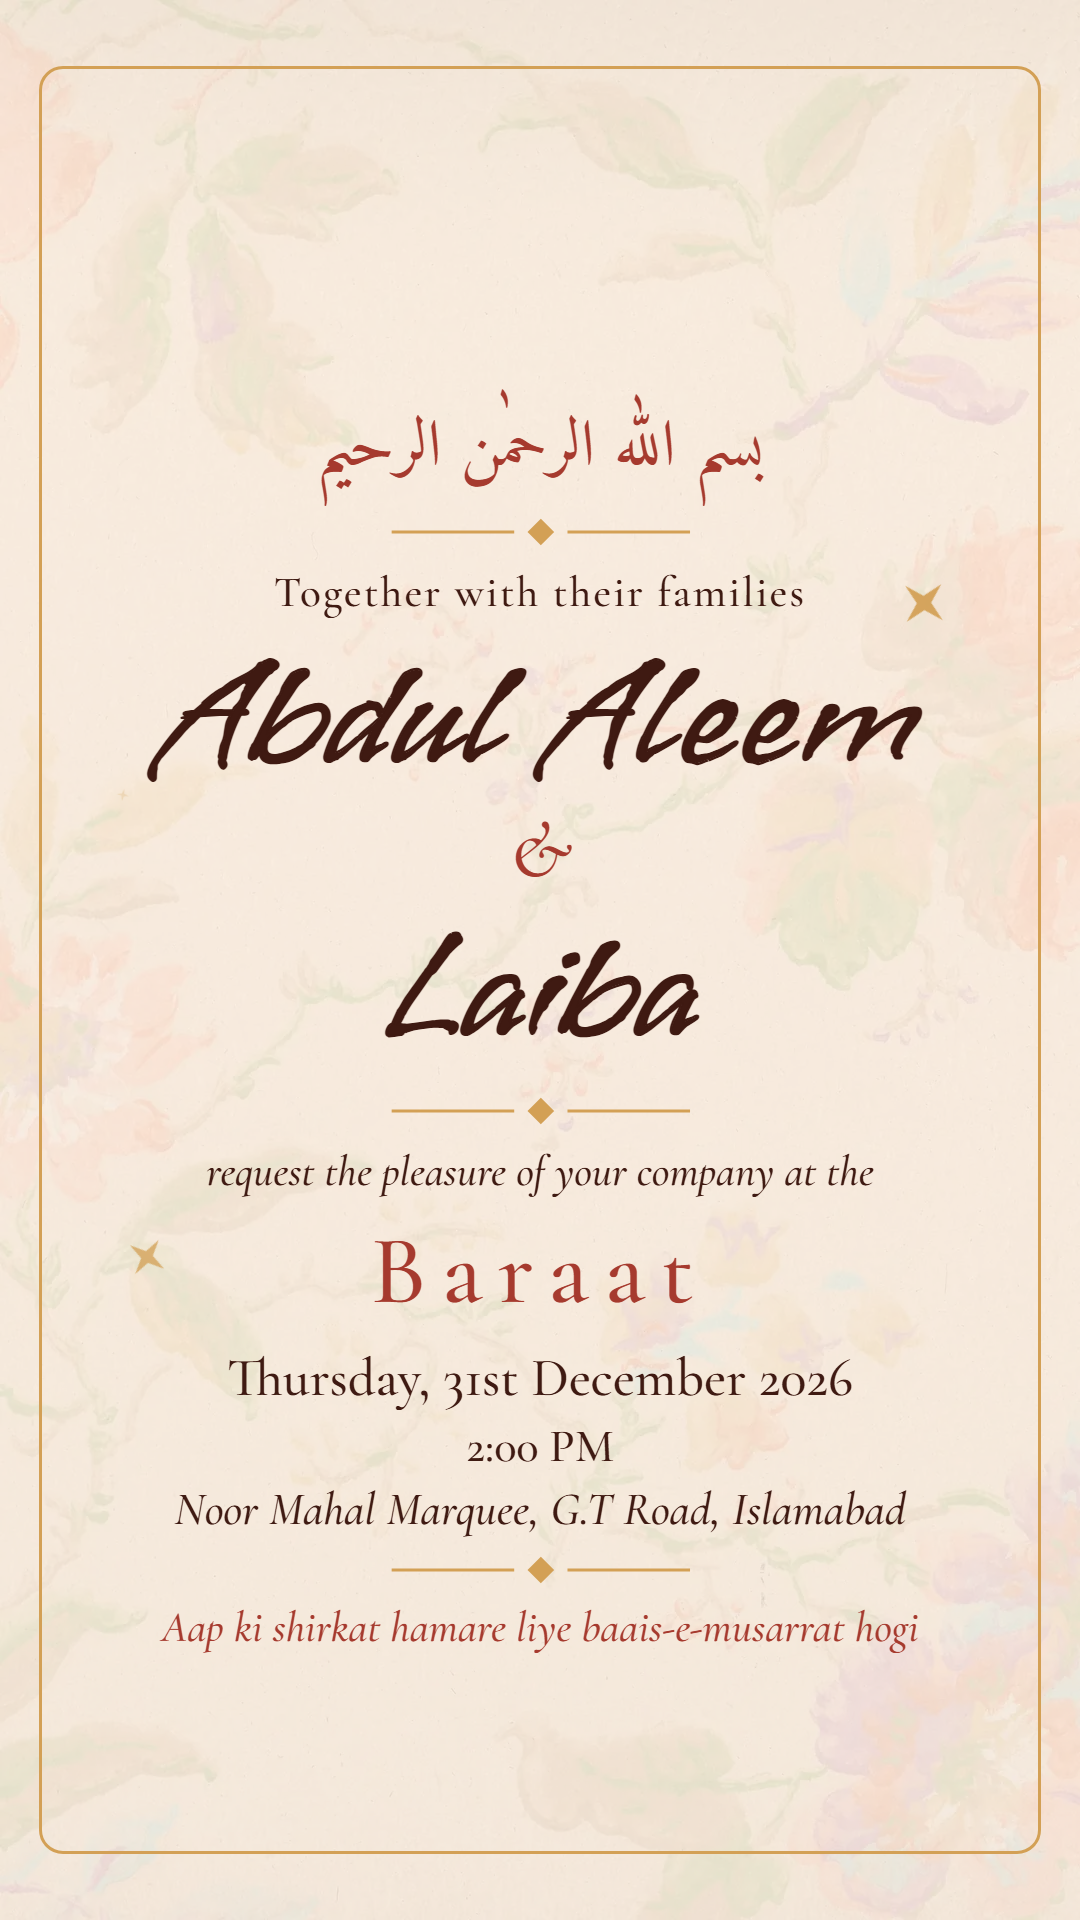 بسم الله الرحمٰن الرحيم
Together with their families
Abdul Aleem
&
Laiba
request the pleasure of your company at the
Baraat
Thursday, 31st December 2026
2:00 PM
Noor Mahal Marquee, G.T Road, Islamabad
Aap ki shirkat hamare liye baais-e-musarrat hogi